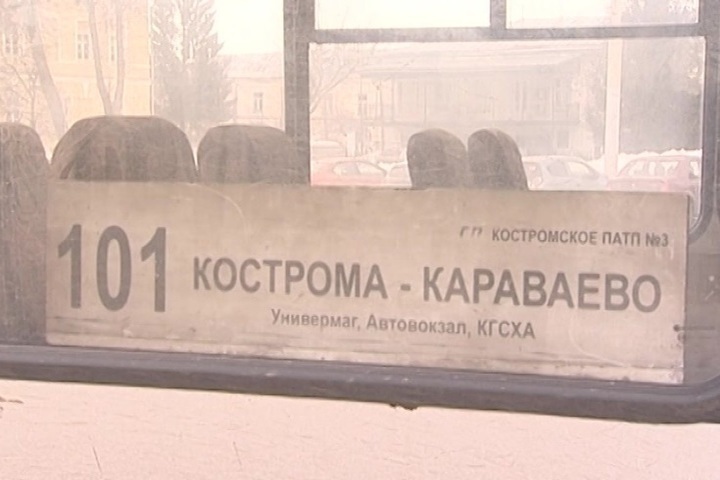 ГП КОСТРОМСКОЕ ПАТП №3
101
КОСТРОМА - КАРАВАЕВО
Универмаг, Автовокзал, КГСХА